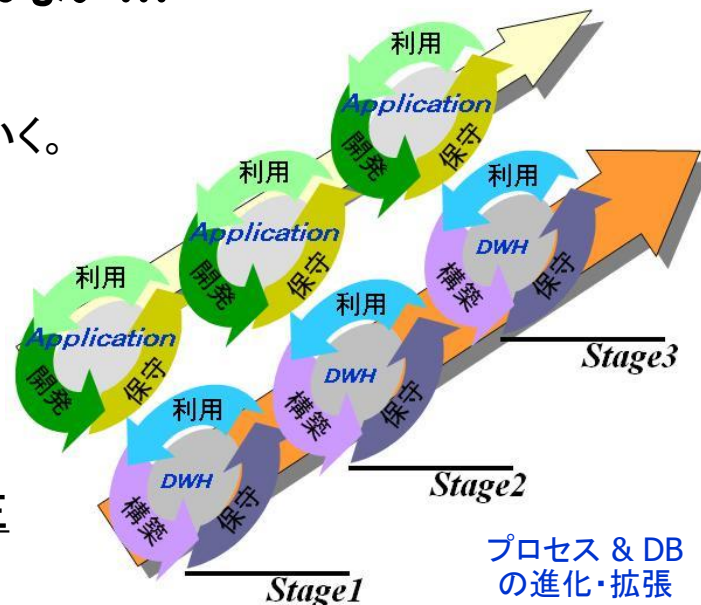 利用
Application
開発
保守
いく。
利用
Application
開発
保守
利用
DWH
構築
保守
利用
Application
開発
保守
利用
DWH
構築
保守
Stage3
利用
DWH
構築
保守
Stage2
Stage1
プロセス & DB
の進化・拡張